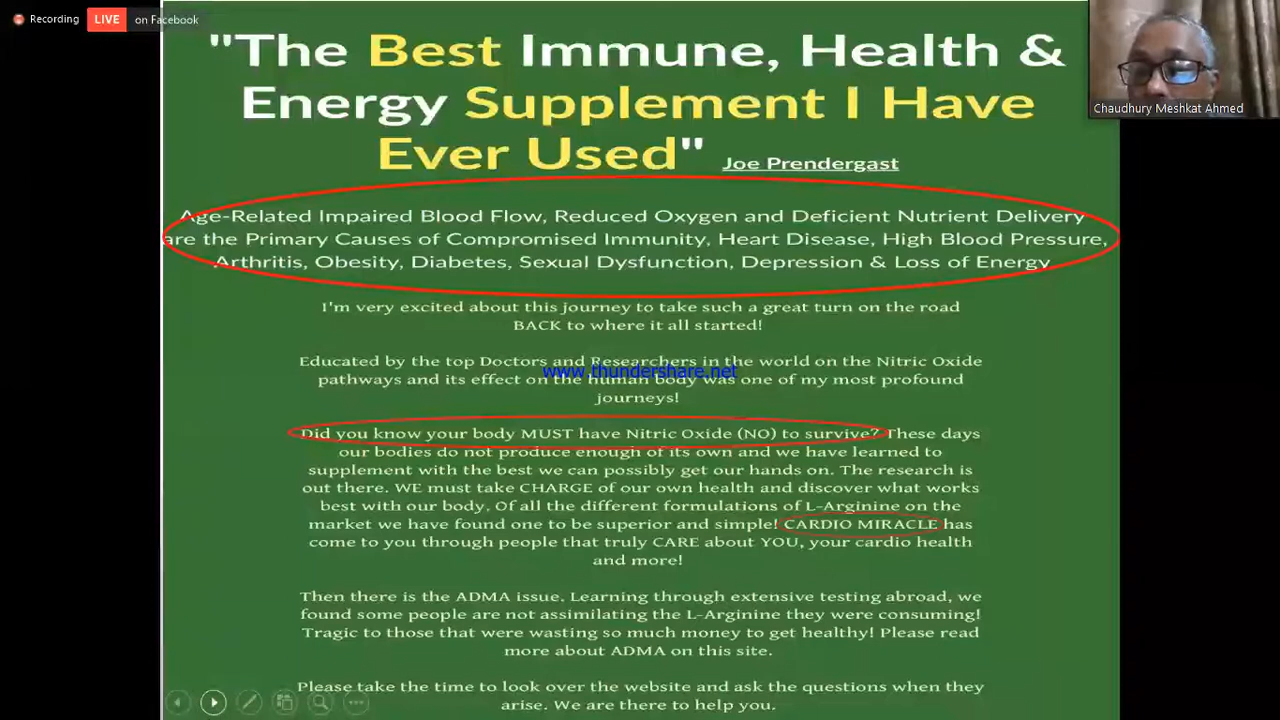 Recording
LIVE
on Facebook
"The Best Immune, Health &
Energy Supplement I Have
Ever Used" Joe Prendergast
Chaudhury Meshkat Ahmed
Age-Related Impaired Blood Flow, Reduced Oxygen and Deficient Nutrient Delivery
are the Primary Causes of Compromised Immunity, Heart Disease, High Blood Pressure,
Arthritis, Obesity, Diabetes, Sexual Dysfunction, Depression & Loss of Energy
I'm very excited about this journey to take such a great turn on the road
BACK to where it all started!
Educated by the top Doctors and Researchers in the world on the Nitric Oxide
www.thundershare.net
pathways and its effect on the human body was one of my most profound
journeys!
Did you know your body MUST have Nitric Oxide (NO) to survive? These days
our bodies do not produce enough of its own and we have learned to
supplement with the best we can possibly get our hands on. The research is
out there. WE must take CHARGE of our own health and discover what works
best with our body. Of all the different formulations of L-Arginine on the
market we have found one to be superior and simple! CARDIO MIRACLE has
come to you through people that truly CARE about YOU, your cardio health
and more!
Then there is the ADMA issue. Learning through extensive testing abroad, we
found some people are not assimilating the L-Arginine they were consuming!
Tragic to those that were wasting so much money to get healthy! Please read
more about ADMA on this site.
Please take the time to look over the website and ask the questions when they
arise. We are there to help you.